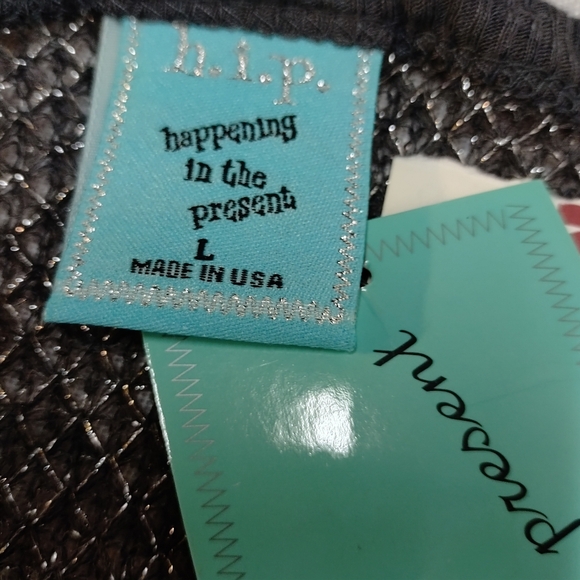 h.i.p.
happening
in the
present
L
MADE IN USA
present